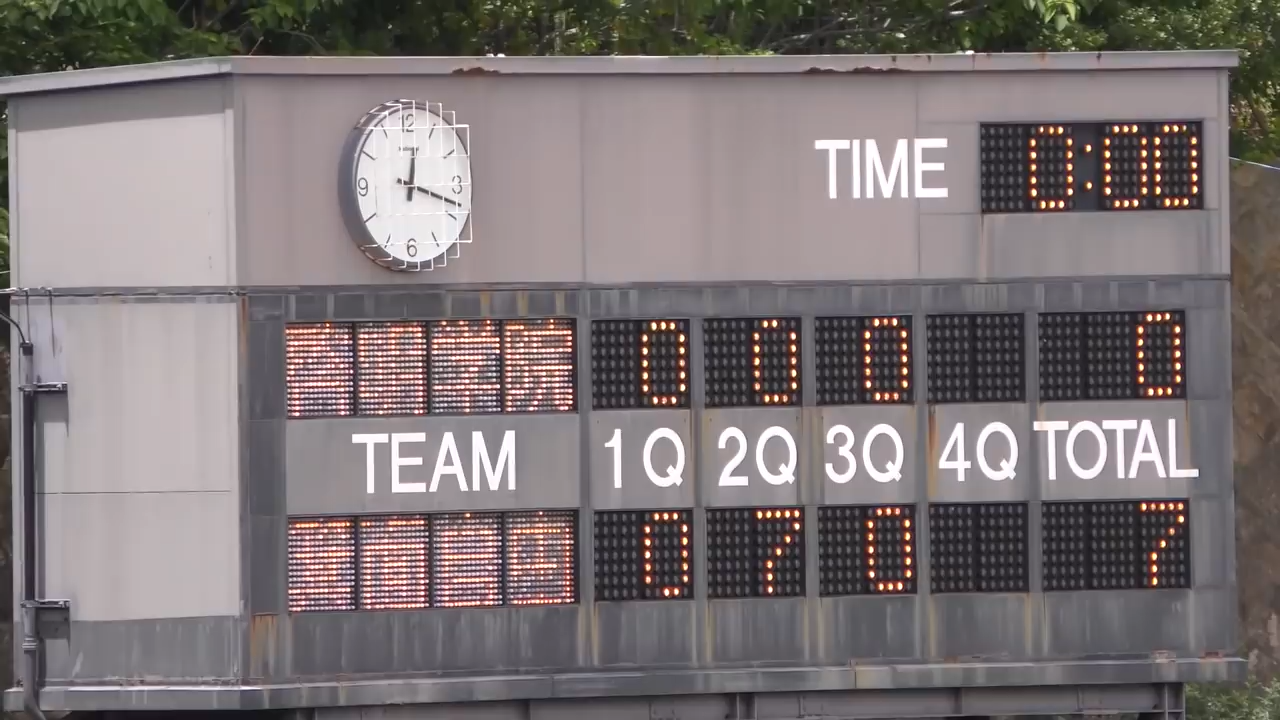 12
9 3
6
TIME 0:00
0 0 0 0
TEAM 1Q 2Q 3Q 4Q TOTAL
0 7 0 7